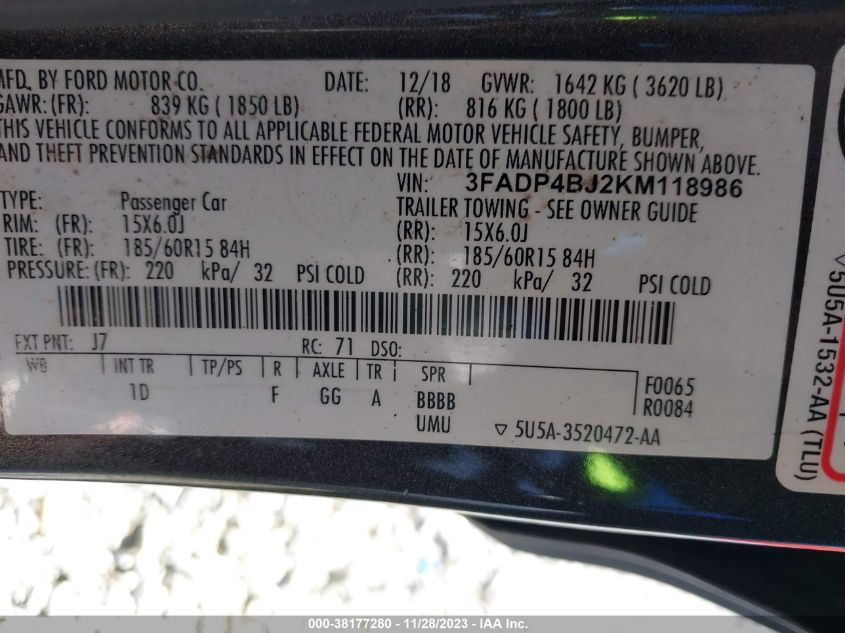 MFD. BY FORD MOTOR CO. DATE: 12/18 GVWR: 1642 KG ( 3620 LB)
GAWR: (FR): 839 KG ( 1850 LB) (RR): 816 KG ( 1800 LB)
THIS VEHICLE CONFORMS TO ALL APPLICABLE FEDERAL MOTOR VEHICLE SAFETY, BUMPER,
AND THEFT PREVENTION STANDARDS IN EFFECT ON THE DATE OF MANUFACTURE SHOWN ABOVE.
VIN: 3FADP4BJ2KM118986
TYPE: Passenger Car TRAILER TOWING - SEE OWNER GUIDE
RIM: (FR): 15X6.0J (RR): 15X6.0J
TIRE: (FR): 185/60R15 84H (RR): 185/60R15 84H
PRESSURE: (FR): 220 kPa/ 32 PSI COLD (RR): 220 kPa/ 32 PSI COLD
EXT PNT: J7 RC: 71 DSO:
WB INT TR TP/PS R AXLE TR SPR
1D F GG A BBBB
UMU
F0065
R0084
▽ 5U5A-3520472-AA
▽5U5A-1532-AA (TLU)
000-38177280 - 11/28/2023 - IAA